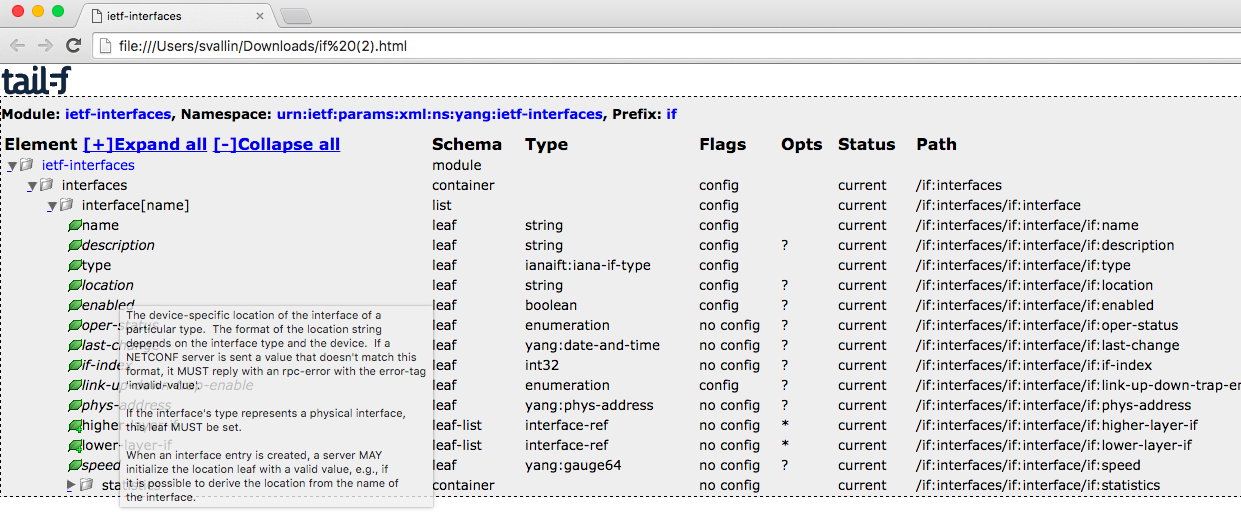 ietf-interfaces
file:///Users/svallin/Downloads/if%20(2).html
tail-f
Module: ietf-interfaces, Namespace: urn:ietf:params:xml:ns:yang:ietf-interfaces, Prefix: if
Element [+]Expand all [-]Collapse all Schema Type Flags Opts Status Path
ietf-interfaces module
interfaces container config current /if:interfaces
interface[name] list config current /if:interfaces/if:interface
name leaf string config current /if:interfaces/if:interface/if:name
description leaf string config ? current /if:interfaces/if:interface/if:description
type leaf ianaift:iana-if-type config current /if:interfaces/if:interface/if:type
location leaf string config ? current /if:interfaces/if:interface/if:location
enabled leaf boolean config ? current /if:interfaces/if:interface/if:enabled
oper-status leaf enumeration no config ? current /if:interfaces/if:interface/if:oper-status
last-change leaf yang:date-and-time no config ? current /if:interfaces/if:interface/if:last-change
if-index leaf int32 no config ? current /if:interfaces/if:interface/if:if-index
link-up-down-trap-enable leaf enumeration config ? current /if:interfaces/if:interface/if:link-up-down-trap-en
phys-address leaf yang:phys-address no config ? current /if:interfaces/if:interface/if:phys-address
higher-layer-if leaf-list interface-ref no config * current /if:interfaces/if:interface/if:higher-layer-if
lower-layer-if leaf-list interface-ref no config * current /if:interfaces/if:interface/if:lower-layer-if
speed leaf yang:gauge64 no config ? current /if:interfaces/if:interface/if:speed
statistics container no config current /if:interfaces/if:interface/if:statistics
The device-specific location of the interface of a
particular type. The format of the location string
depends on the interface type and the device. If a
NETCONF server is sent a value that doesn't match this
format, it MUST reply with an rpc-error with the error-tag
'invalid-value'.
If the interface's type represents a physical interface,
this leaf MUST be set.
When an interface entry is created, a server MAY
initialize the location leaf with a valid value, e.g., if
it is possible to derive the location from the name of
the interface.